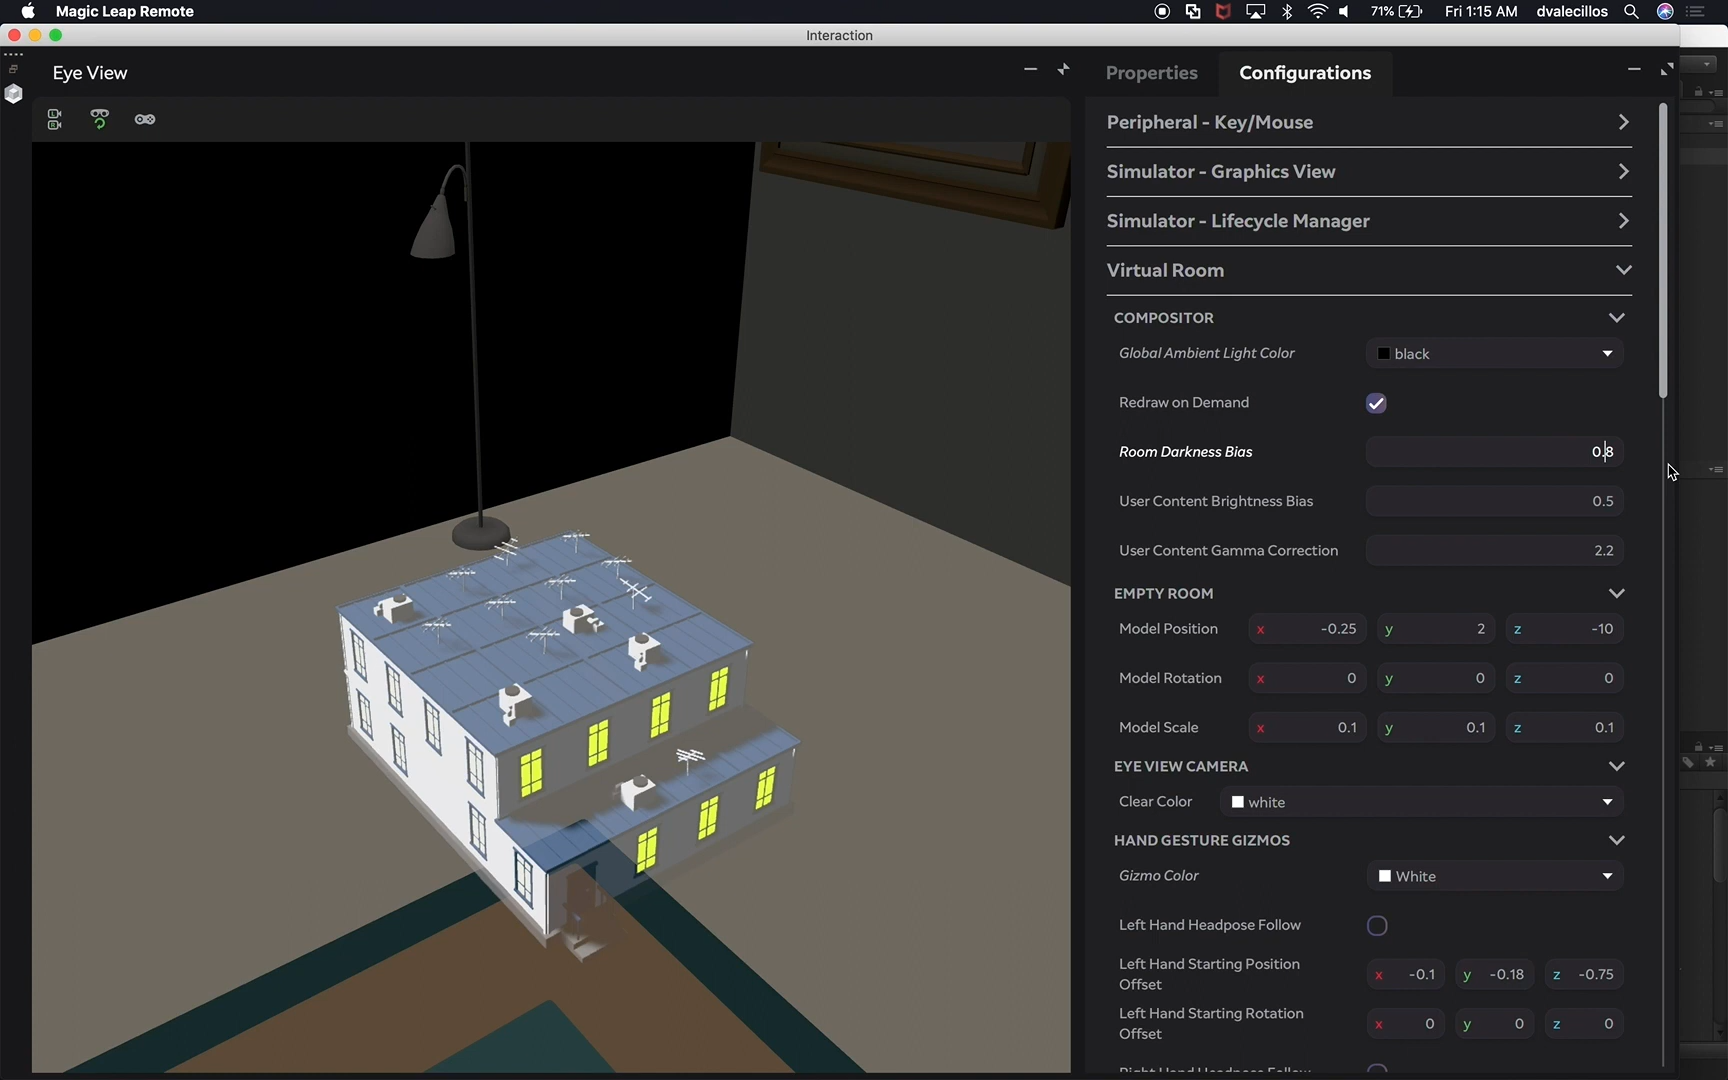 Magic Leap Remote
71%
Fri 1:15 AM
dvalecillos
Interaction
Eye View
Properties
Configurations
Peripheral - Key/Mouse
Simulator - Graphics View
Simulator - Lifecycle Manager
Virtual Room
COMPOSITOR
Global Ambient Light Color black
Redraw on Demand
Room Darkness Bias 0.8
User Content Brightness Bias 0.5
User Content Gamma Correction 2.2
EMPTY ROOM
Model Position x -0.25 y 2 z -10
Model Rotation x 0 y 0 z 0
Model Scale x 0.1 y 0.1 z 0.1
EYE VIEW CAMERA
Clear Color white
HAND GESTURE GIZMOS
Gizmo Color White
Left Hand Headpose Follow
Left Hand Starting Position
Offset
x -0.1 y -0.18 z -0.75
Left Hand Starting Rotation
Offset
x 0 y 0 z 0
Right Hand Headpose Follow